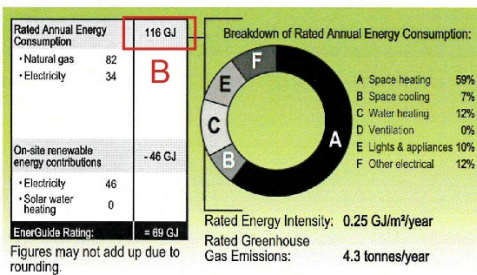 Rated Annual Energy Consumption 116 GJ
• Natural gas 82
• Electricity 34
B
On-site renewable energy contributions - 46 GJ
• Electricity 46
• Solar water heating 0
EnerGuide Rating: = 69 GJ
Figures may not add up due to
rounding.
Breakdown of Rated Annual Energy Consumption:
F
E
C
B
A
A Space heating 59%
B Space cooling 7%
C Water heating 12%
D Ventilation 0%
E Lights & appliances 10%
F Other electrical 12%
Rated Energy Intensity: 0.25 GJ/m²/year
Rated Greenhouse
Gas Emissions: 4.3 tonnes/year